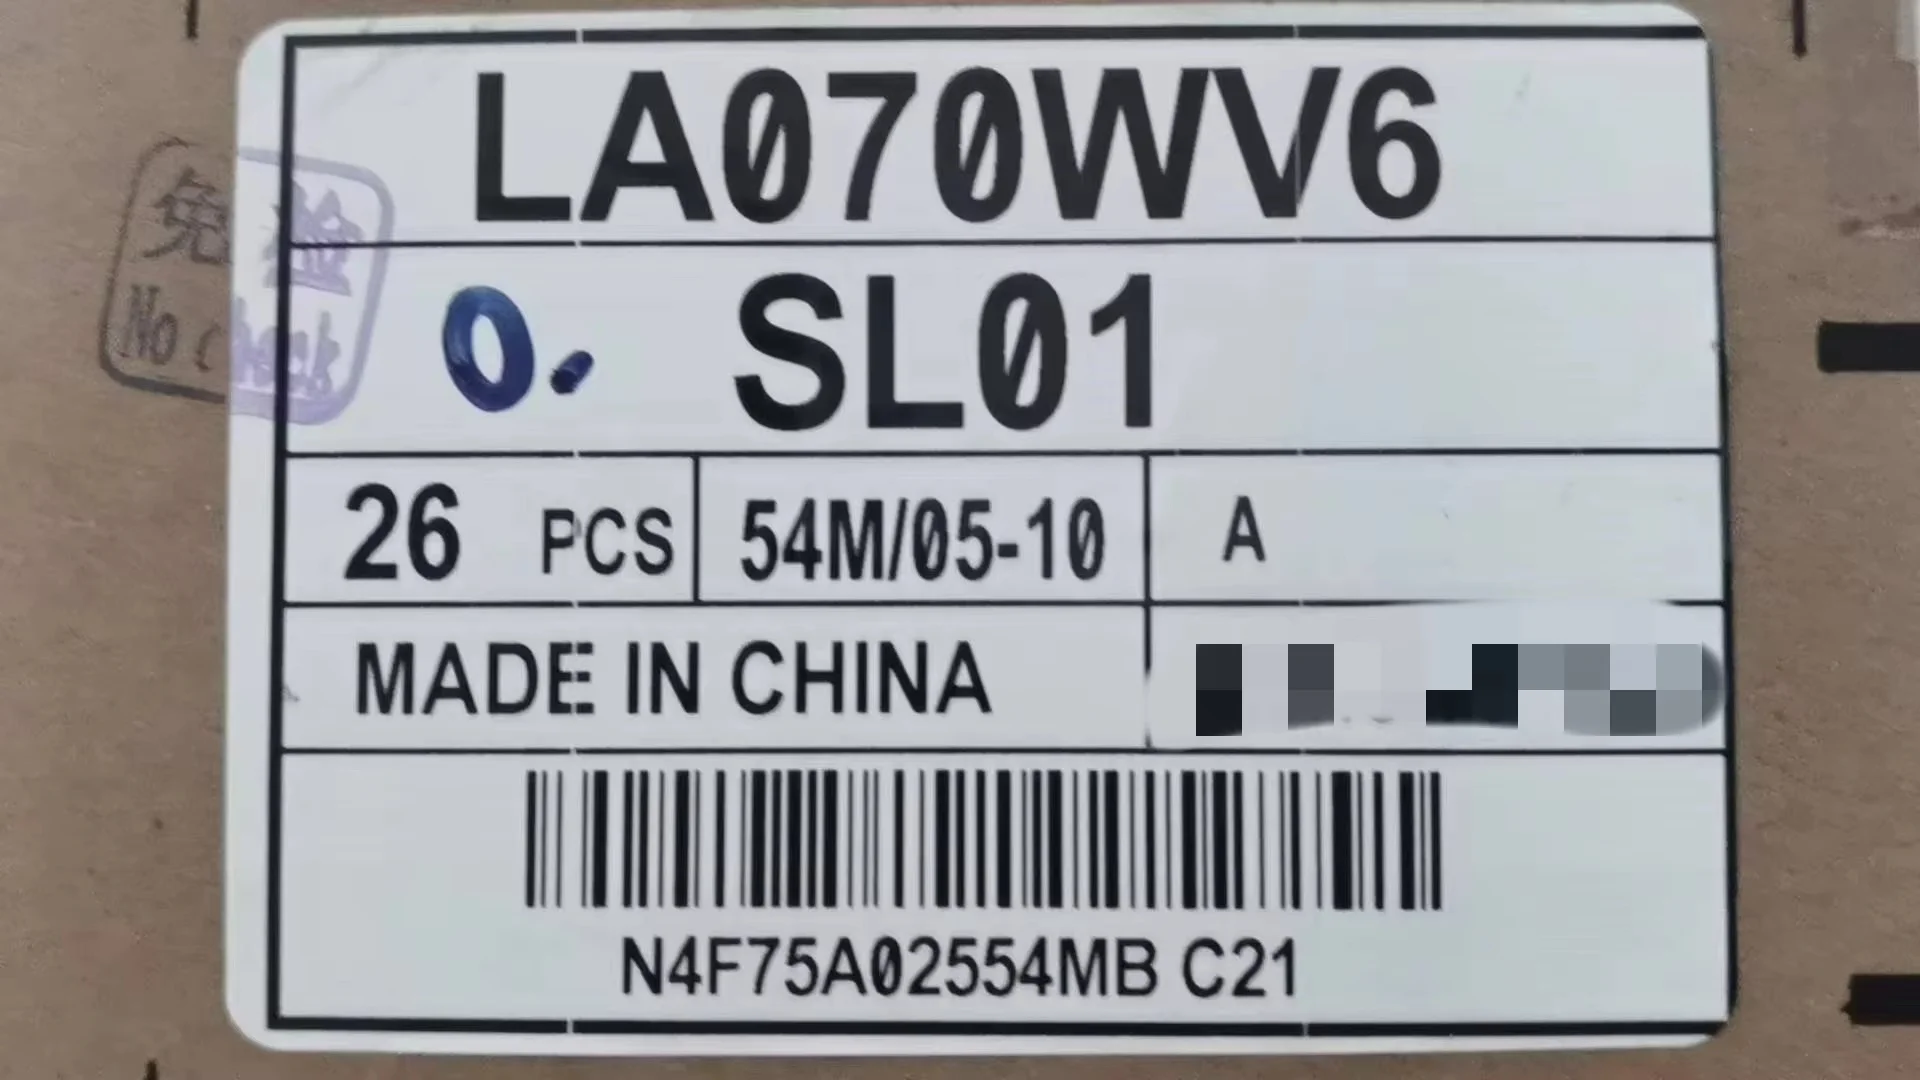 LA070WV6
免检
No check
0. SL01
26 PCS 54M/05-10 A
MADE IN CHINA
N4F75A02554MB C21